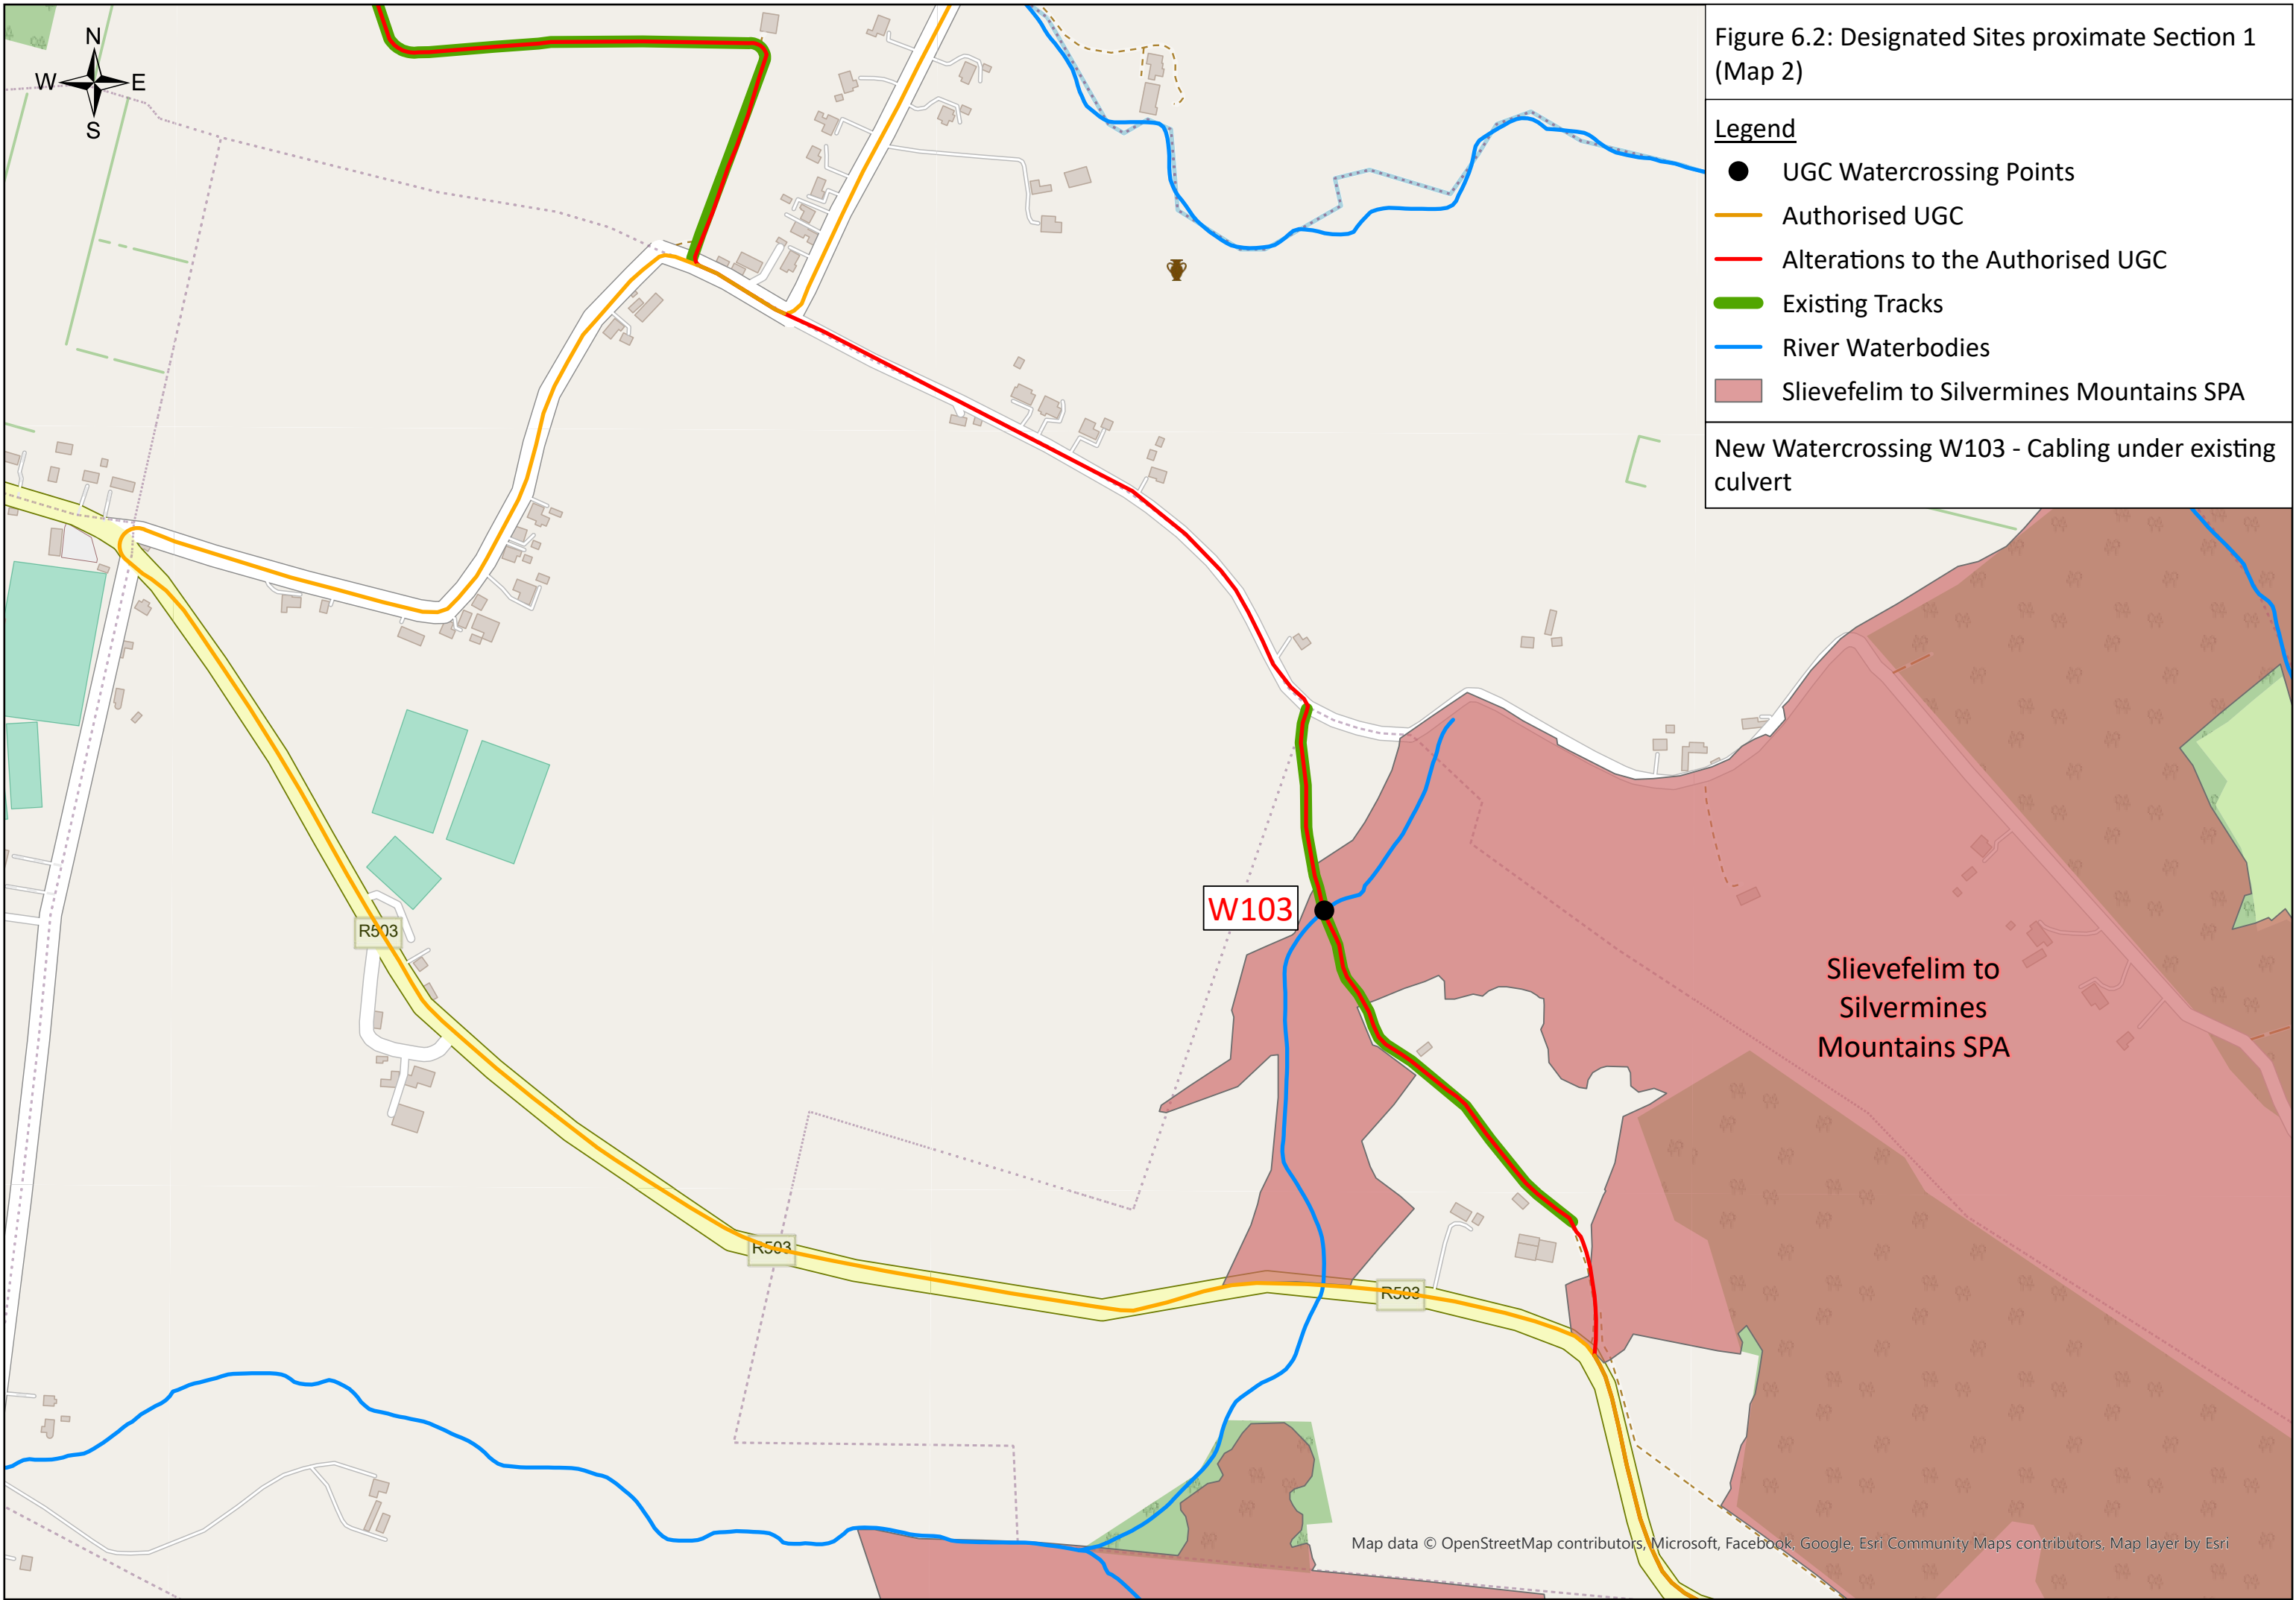 Figure 6.2: Designated Sites proximate Section 1
(Map 2)
Legend
UGC Watercrossing Points
Authorised UGC
Alterations to the Authorised UGC
Existing Tracks
River Waterbodies
Slievefelim to Silvermines Mountains SPA
New Watercrossing W103 - Cabling under existing
culvert
N
W E
S
W103
R503
R503
R503
Slievefelim to
Silvermines
Mountains SPA
Map data © OpenStreetMap contributors, Microsoft, Facebook, Google, Esri Community Maps contributors, Map layer by Esri